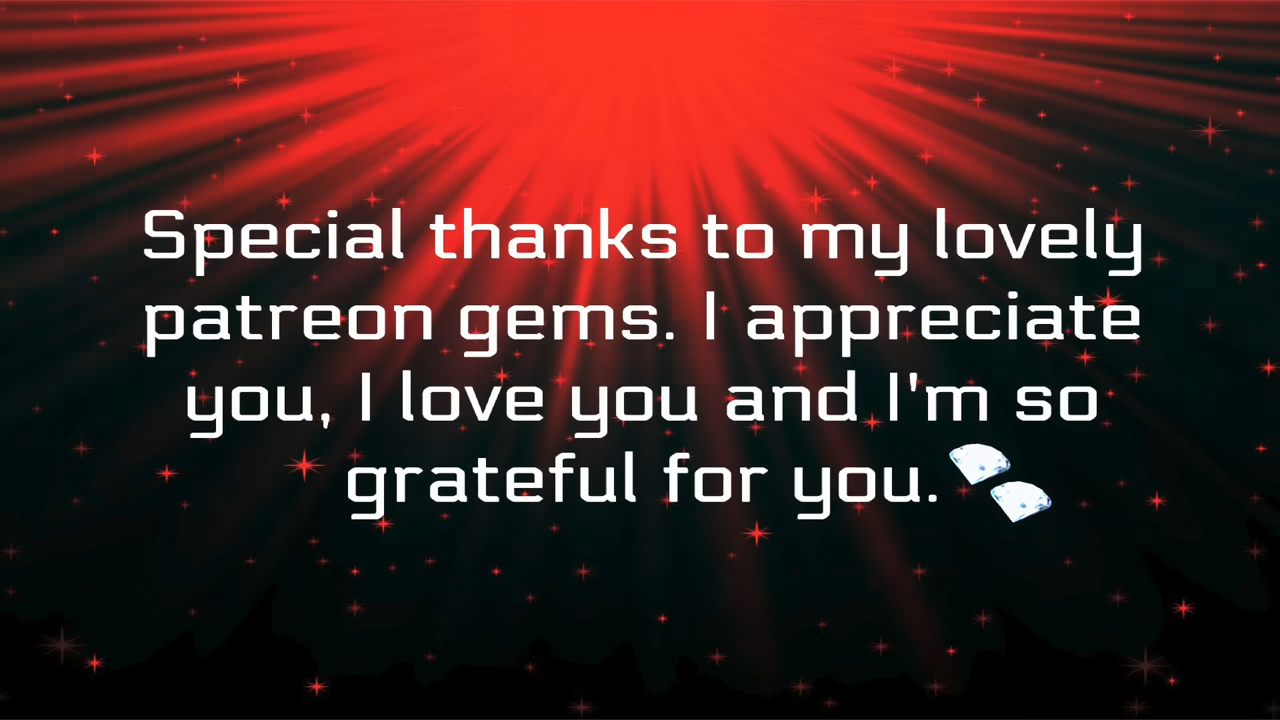 Special thanks to my lovely
patreon gems. I appreciate
you, I love you and I'm so
grateful for you.